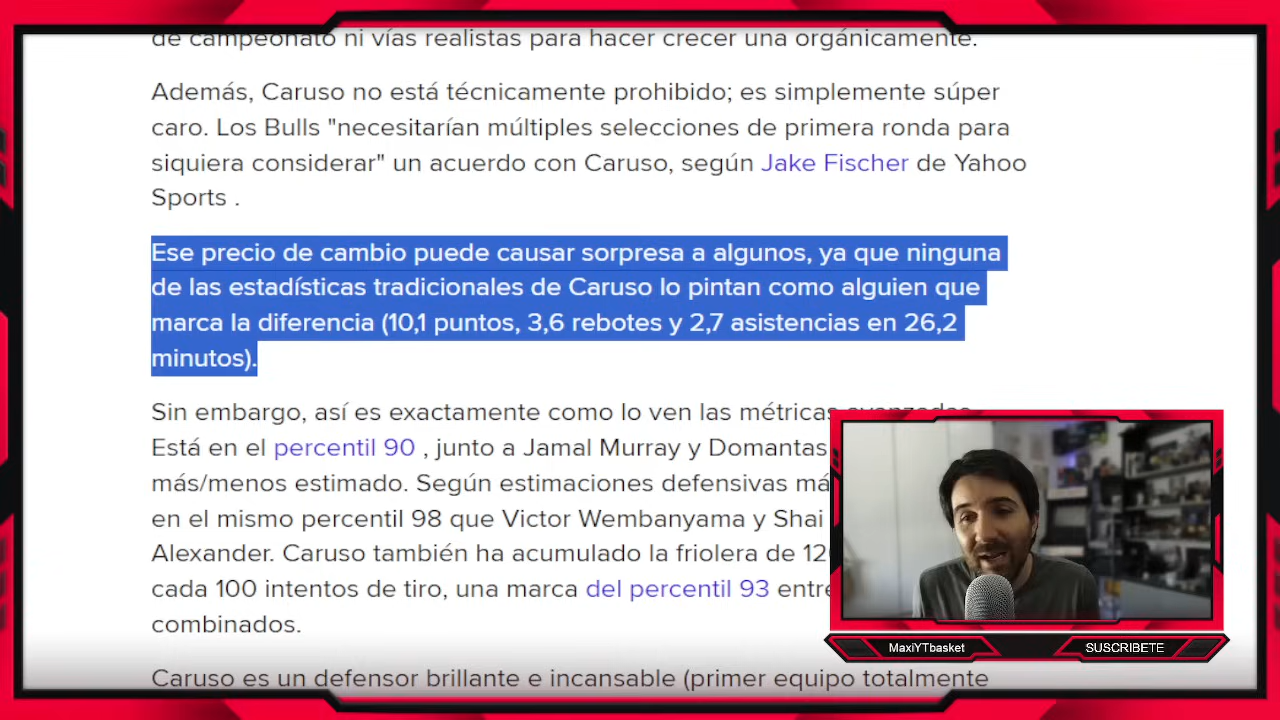 de campeonato ni vías realistas para hacer crecer una orgánicamente.
Además, Caruso no está técnicamente prohibido; es simplemente súper
caro. Los Bulls "necesitarían múltiples selecciones de primera ronda para
siquiera considerar" un acuerdo con Caruso, según Jake Fischer de Yahoo
Sports .
Ese precio de cambio puede causar sorpresa a algunos, ya que ninguna
de las estadísticas tradicionales de Caruso lo pintan como alguien que
marca la diferencia (10,1 puntos, 3,6 rebotes y 2,7 asistencias en 26,2
minutos).
Sin embargo, así es exactamente como lo ven las métricas avanzadas.
Está en el percentil 90 , junto a Jamal Murray y Domantas
más/menos estimado. Según estimaciones defensivas
en el mismo percentil 98 que Victor Wembanyama y Shai
Alexander. Caruso también ha acumulado la friolera de
cada 100 intentos de tiro, una marca del percentil 93 entre
combinados.
Caruso es un defensor brillante e incansable (primer equipo totalmente
MaxiYTbasket
SUSCRIBETE